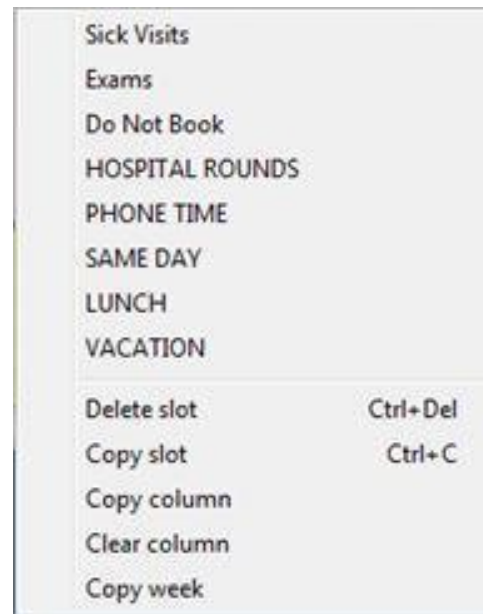 Sick Visits
Exams
Do Not Book
HOSPITAL ROUNDS
PHONE TIME
SAME DAY
LUNCH
VACATION
Delete slot Ctrl+Del
Copy slot Ctrl+C
Copy column
Clear column
Copy week